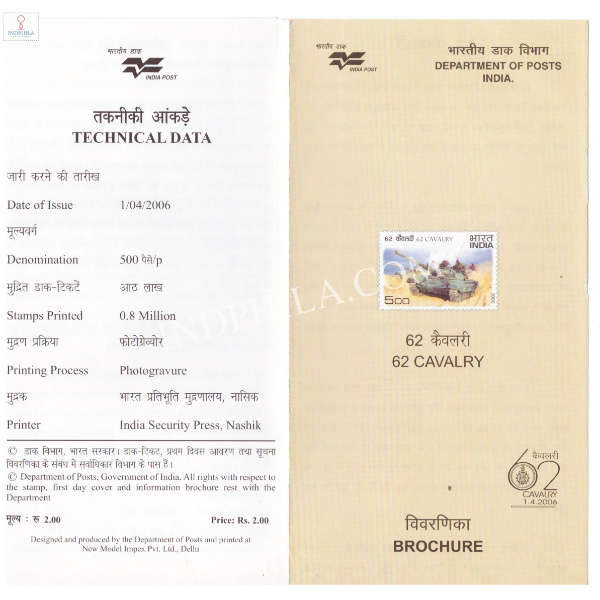 INDPHILA
भारतीय डाक
INDIA POST
तकनीकी आंकड़े
TECHNICAL DATA
जारी करने की तारीख
Date of Issue 1/04/2006
मूल्यवर्ग
Denomination 500 पैसे/p
मुद्रित डाक-टिकटें आठ लाख
Stamps Printed 0.8 Million
मुद्रण प्रक्रिया फोटोग्रेव्योर
Printing Process Photogravure
मुद्रक भारत प्रतिभूति मुद्रणालय, नासिक
Printer India Security Press, Nashik
© डाक विभाग, भारत सरकार। डाक-टिकट, प्रथम दिवस आवरण तथा सूचना
विवरणिका के संबंध में सर्वाधिकार विभाग के पास हैं।
© Department of Posts, Government of India. All rights with respect to
the stamp, first day cover and information brochure rest with the
Department
मूल्य : रू 2.00 Price: Rs. 2.00
Designed and produced by the Department of Posts and printed at
New Model Impex Pvt. Ltd., Delhi
भारतीय डाक
INDIA POST
भारतीय डाक विभाग
DEPARTMENT OF POSTS
INDIA.
62 कैवलरी 62 CAVALRY भारत
INDIA
500
2006
INDPHILA.COM
62 कैवलरी
62 CAVALRY
कैवलरी
62
CAVALRY
1.4.2006
विवरणिका
BROCHURE